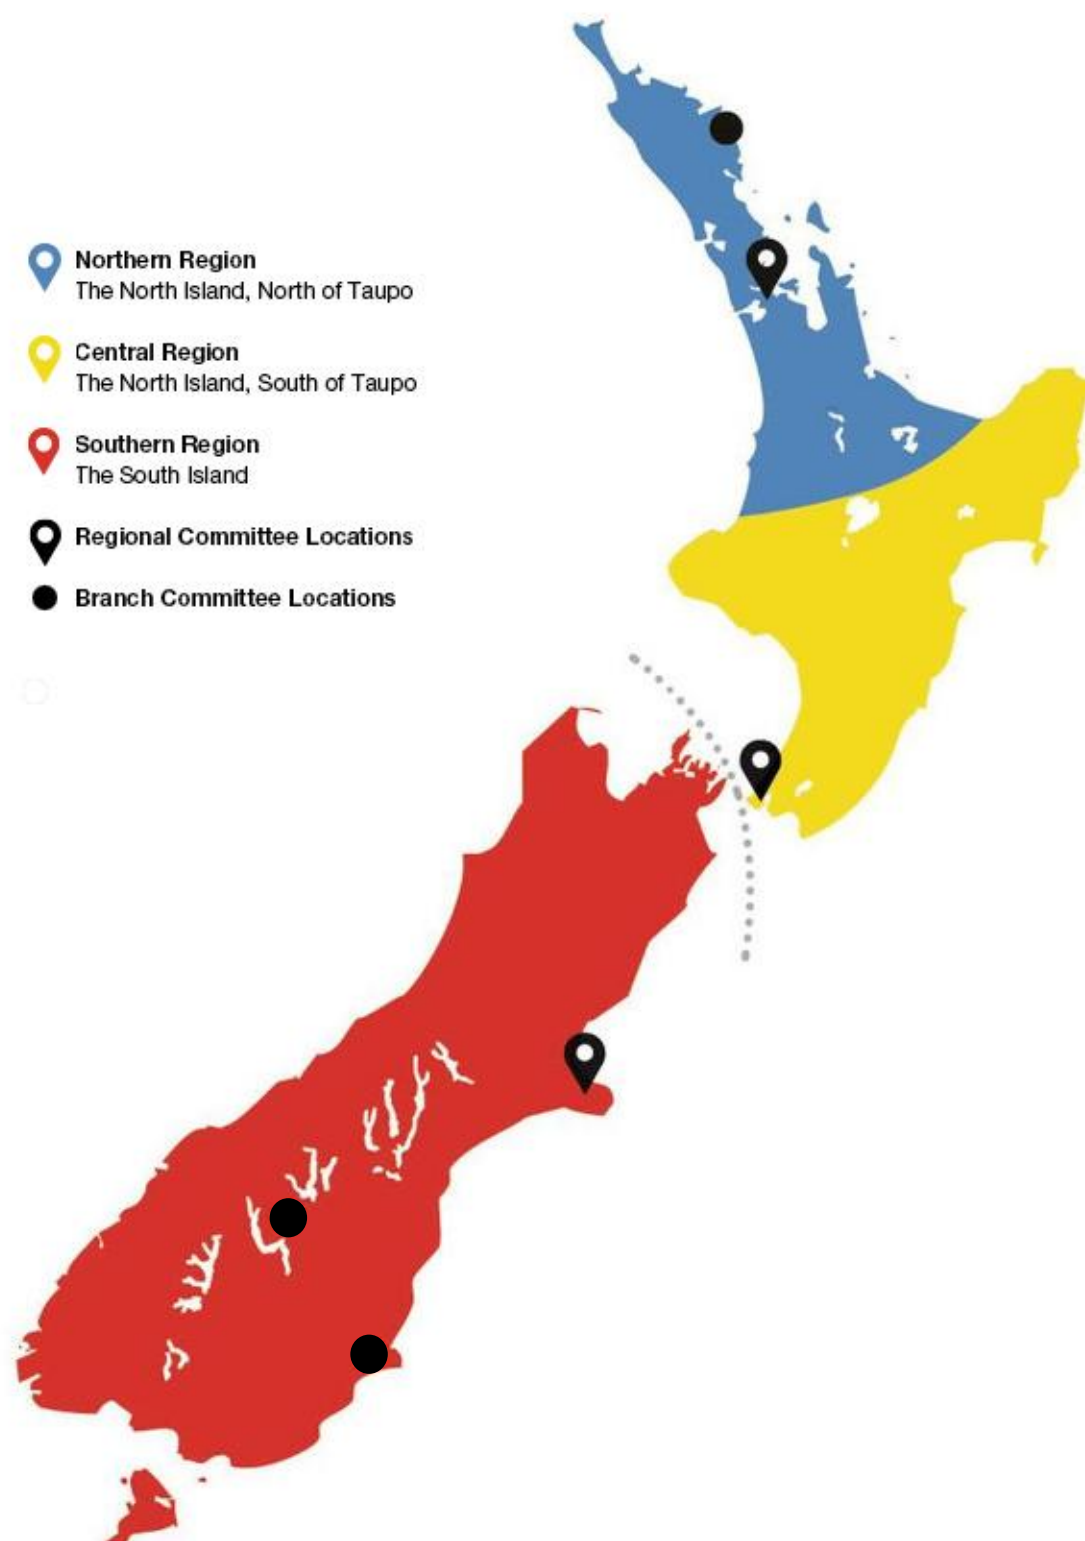 Northern Region
The North Island, North of Taupo
Central Region
The North Island, South of Taupo
Southern Region
The South Island
Regional Committee Locations
Branch Committee Locations